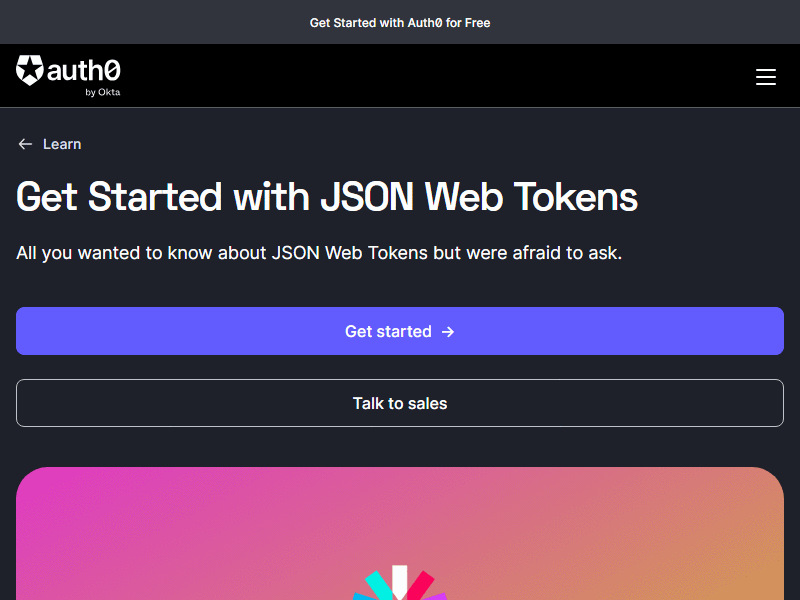 Get Started with Auth0 for Free
auth0
by Okta
Learn
Get Started with JSON Web Tokens
All you wanted to know about JSON Web Tokens but were afraid to ask.
Get started
Talk to sales